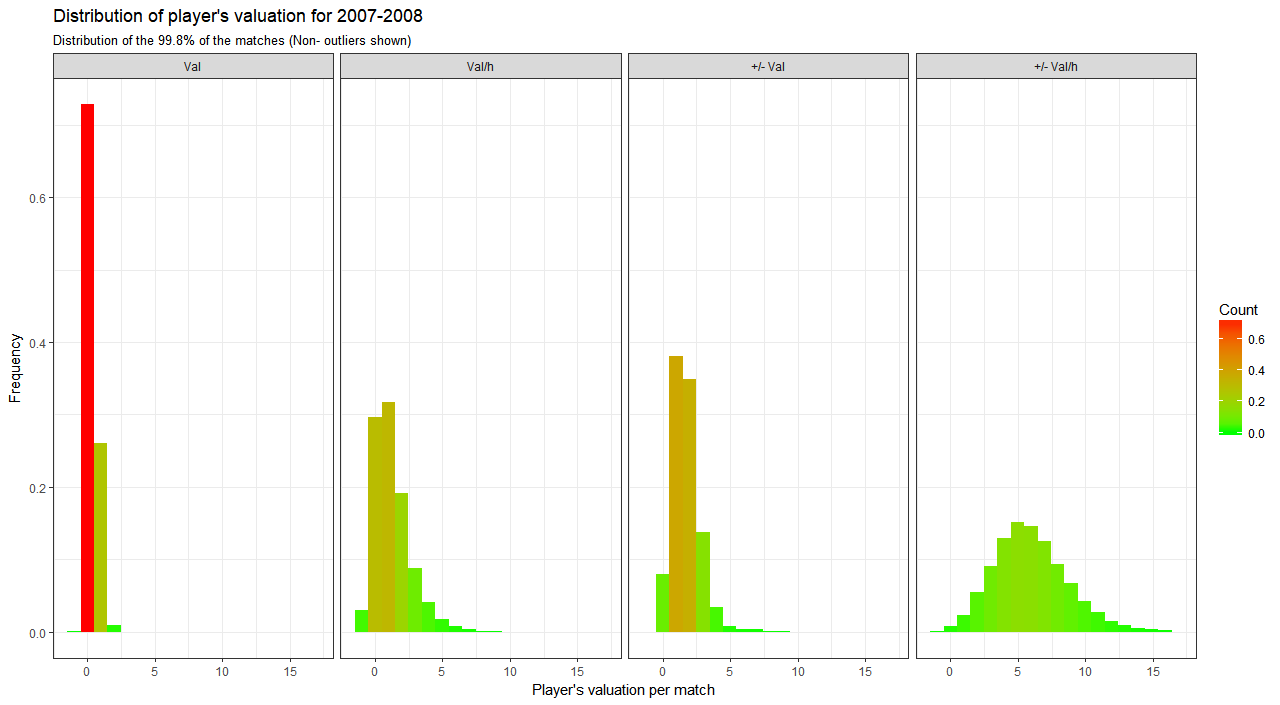 Distribution of player's valuation for 2007-2008
Distribution of the 99.8% of the matches (Non- outliers shown)
Val
Val/h
+/- Val
+/- Val/h
Frequency
0.6
0.4
0.2
0.0
0 5 10 15
0 5 10 15
0 5 10 15
0 5 10 15
Player's valuation per match
Count
0.6
0.4
0.2
0.0